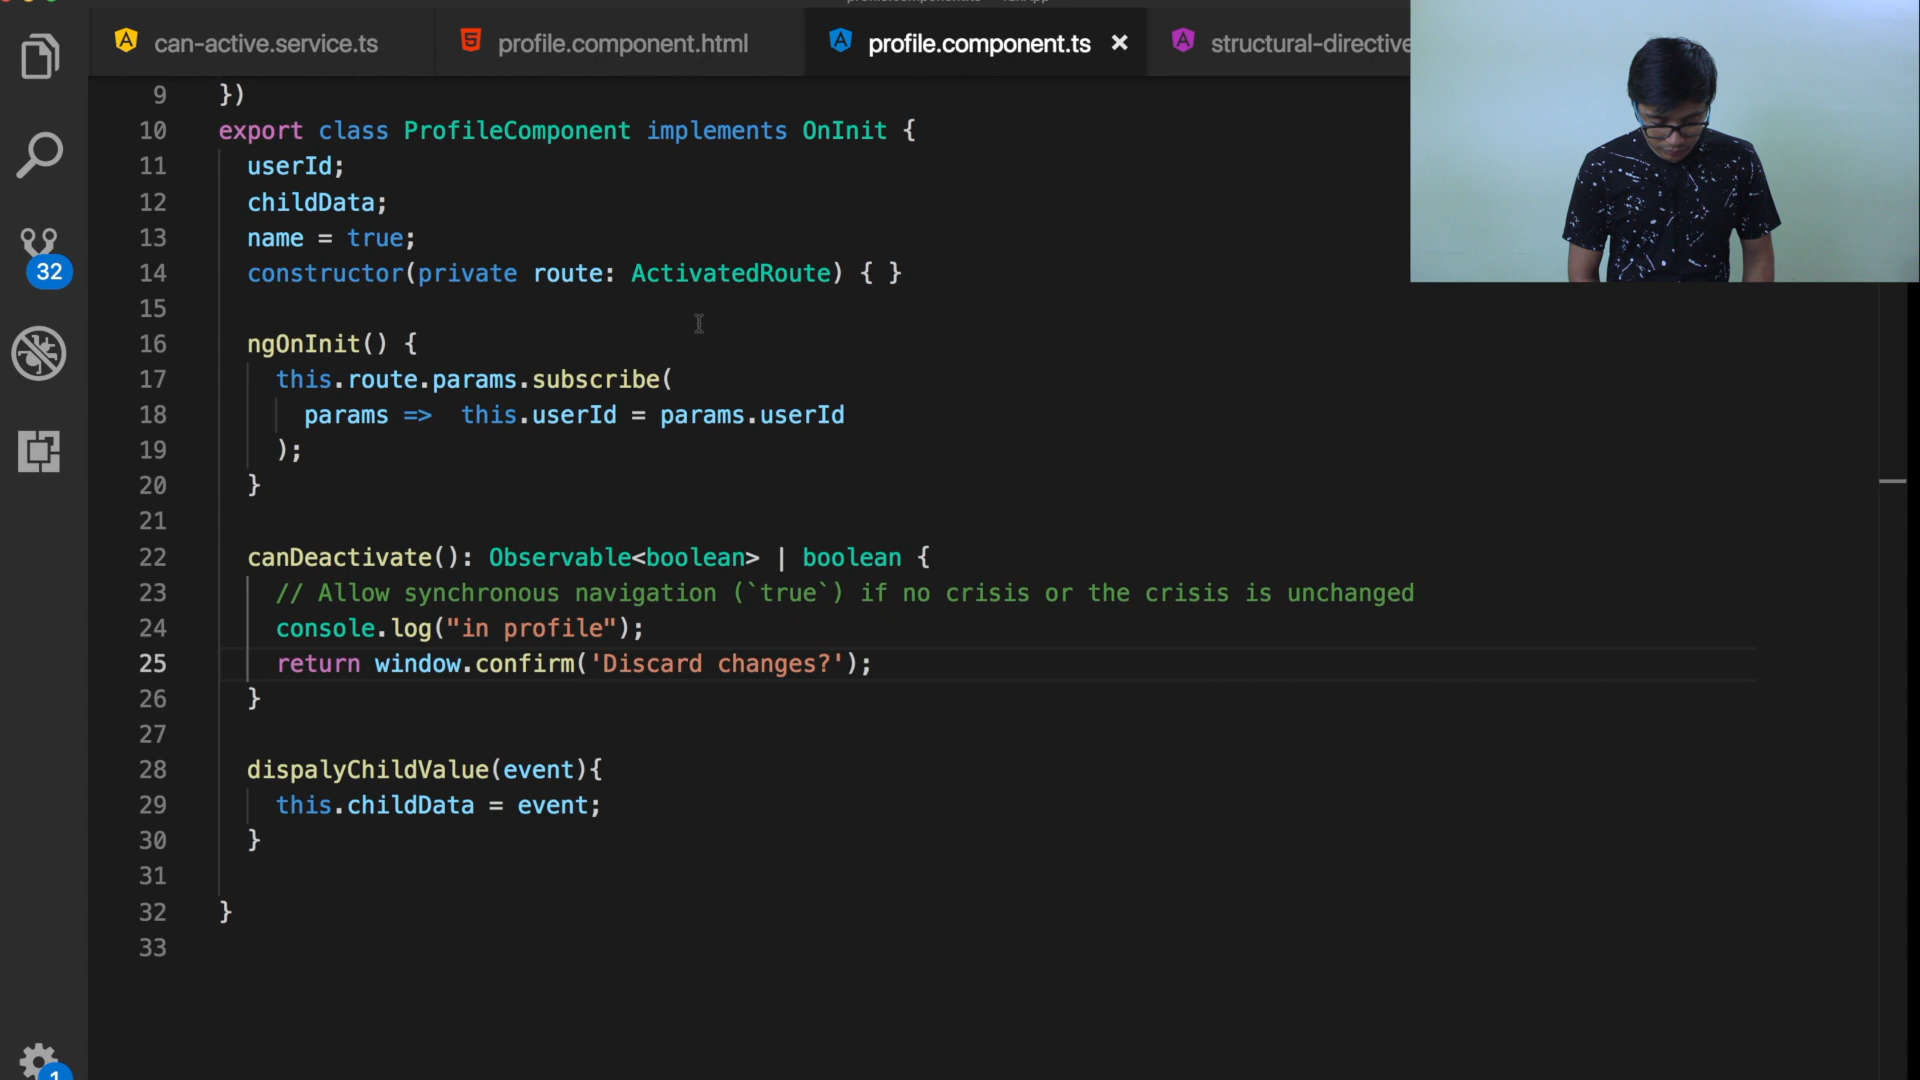 can-active.service.ts
profile.component.html
profile.component.ts
structural-directive
9 })
10 export class ProfileComponent implements OnInit {
11 userId;
12 childData;
13 name = true;
14 constructor(private route: ActivatedRoute) { }
15
16 ngOnInit() {
17 this.route.params.subscribe(
18 params =>  this.userId = params.userId
19 );
20 }
21
22 canDeactivate(): Observable<boolean> | boolean {
23 // Allow synchronous navigation (`true`) if no crisis or the crisis is unchanged
24 console.log("in profile");
25 return window.confirm('Discard changes?');
26 }
27
28 dispalyChildValue(event){
29 this.childData = event;
30 }
31
32 }
33
32
1